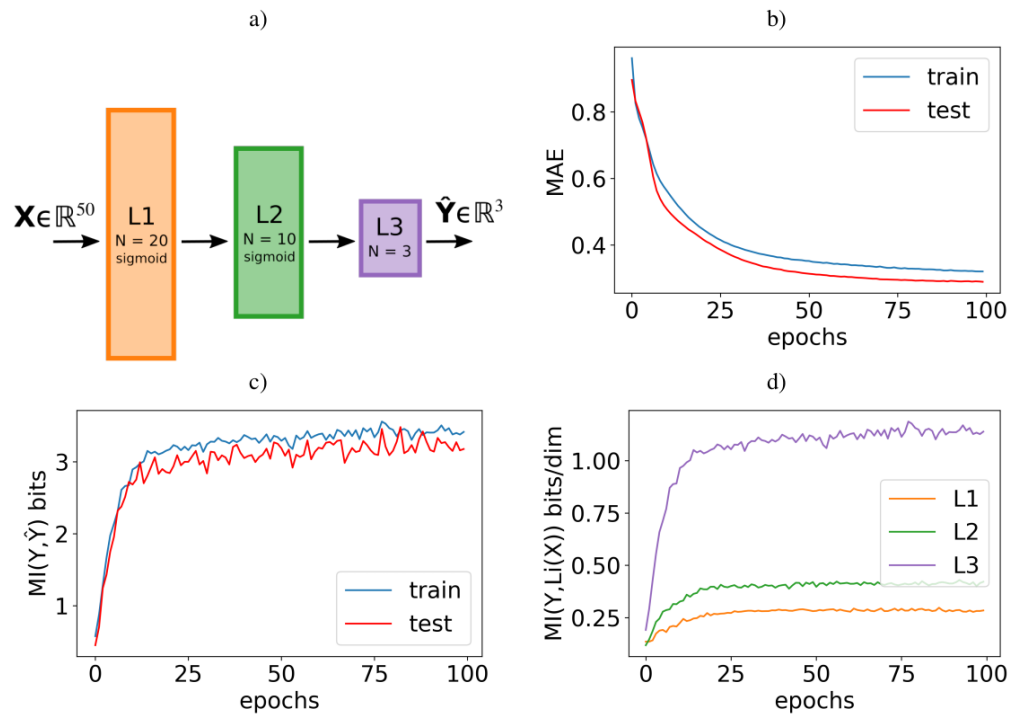 a)
X∈ℝ⁵⁰
L1
N = 20
sigmoid
L2
N = 10
sigmoid
L3
N = 3
Ŷ∈ℝ³
b)
MAE
0.8
0.6
0.4
0
25
50
75
100
epochs
train
test
c)
MI(Y,Ŷ) bits
3
2
1
0
25
50
75
100
epochs
train
test
d)
MI(Y,Li(X)) bits/dim
1.00
0.75
0.50
0.25
0
25
50
75
100
epochs
L1
L2
L3